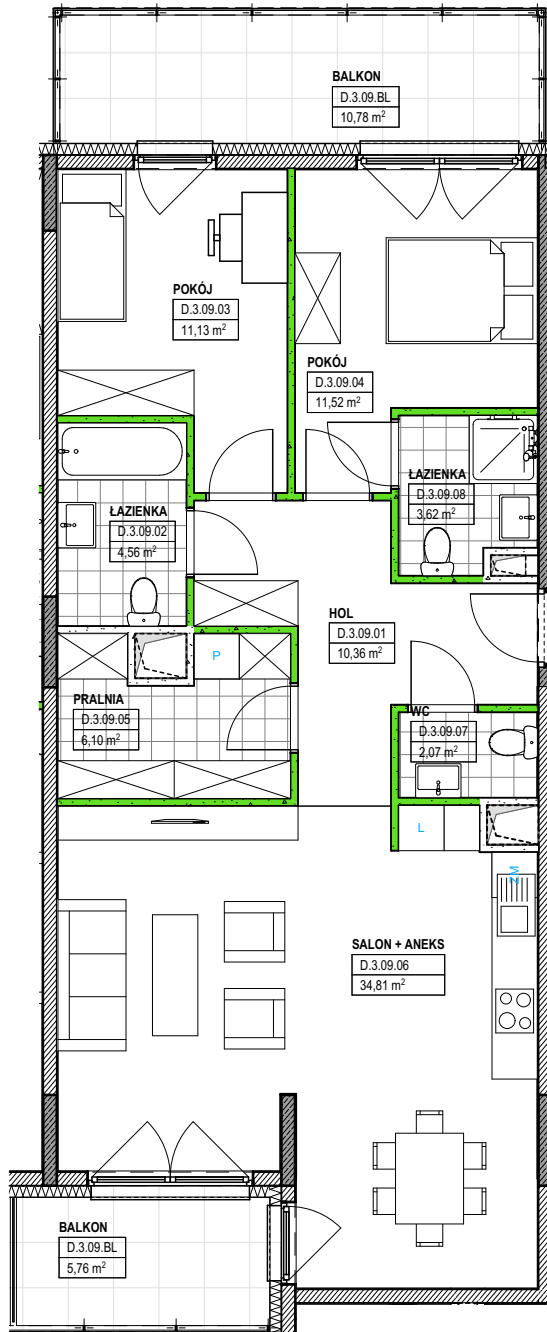 BALKON
D.3.09.BL
10,78 m²
POKÓJ
D.3.09.03
11,13 m²
POKÓJ
D.3.09.04
11,52 m²
ŁAZIENKA
D.3.09.08
3,62 m²
ŁAZIENKA
D.3.09.02
4,56 m²
HOL
D.3.09.01
10,36 m²
P
PRALNIA
D.3.09.05
6,10 m²
WC
D.3.09.07
2,07 m²
L
ZM
SALON + ANEKS
D.3.09.06
34,81 m²
BALKON
D.3.09.BL
5,76 m²